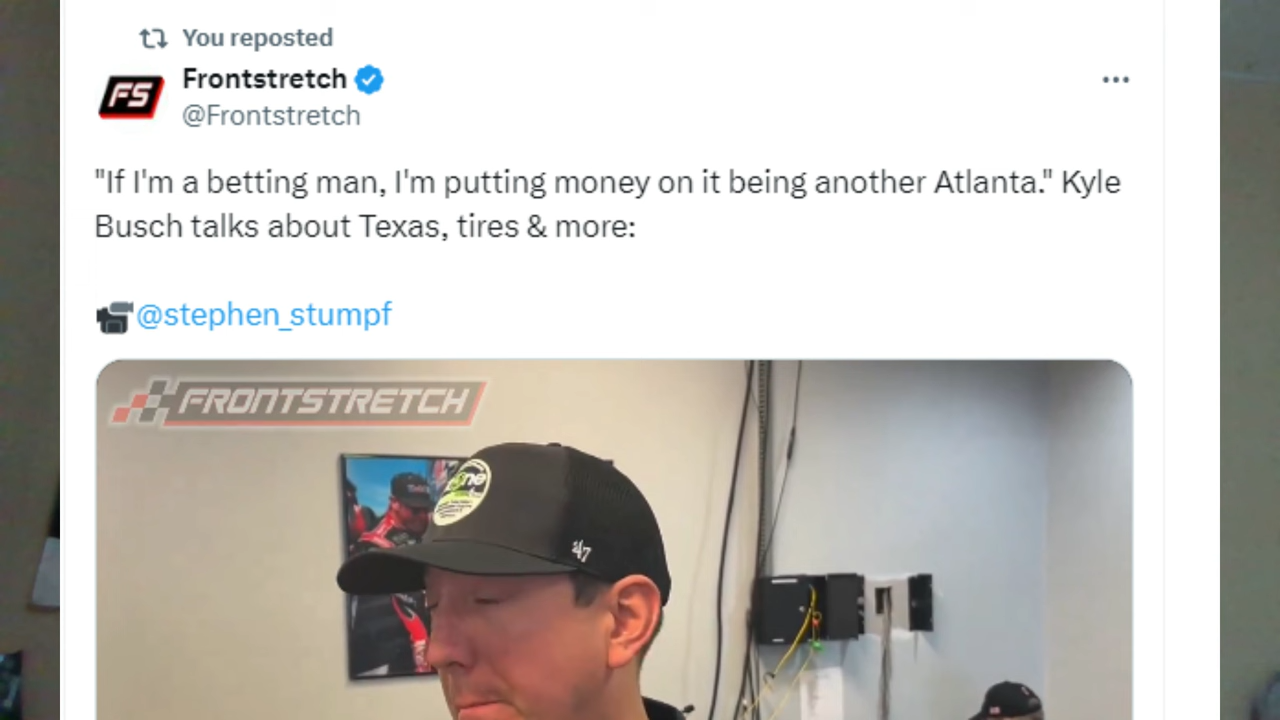 You reposted
FS
Frontstretch
@Frontstretch
"If I'm a betting man, I'm putting money on it being another Atlanta." Kyle
Busch talks about Texas, tires & more:
@stephen_stumpf
FRONTSTRETCH
47